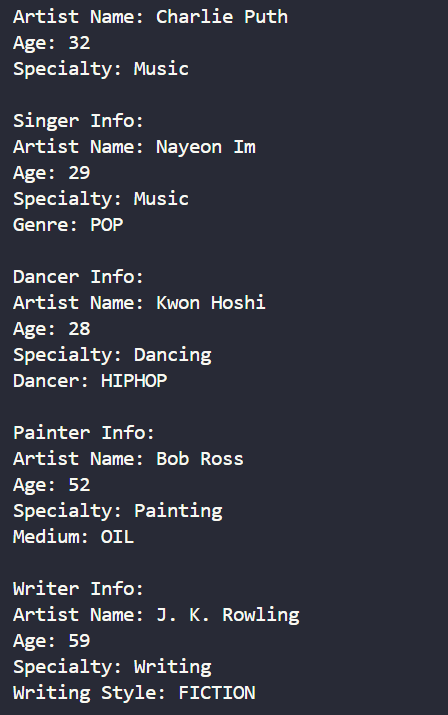 Artist Name: Charlie Puth
Age: 32
Specialty: Music

Singer Info:
Artist Name: Nayeon Im
Age: 29
Specialty: Music
Genre: POP

Dancer Info:
Artist Name: Kwon Hoshi
Age: 28
Specialty: Dancing
Dancer: HIPHOP

Painter Info:
Artist Name: Bob Ross
Age: 52
Specialty: Painting
Medium: OIL

Writer Info:
Artist Name: J. K. Rowling
Age: 59
Specialty: Writing
Writing Style: FICTION